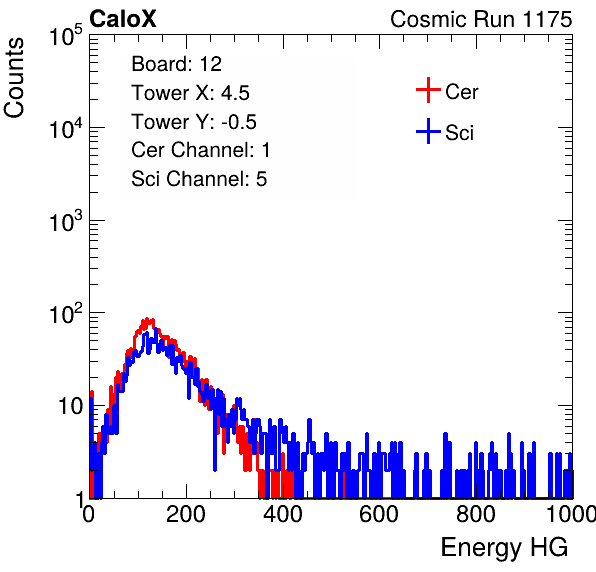 CaloX Cosmic Run 1175
Board: 12
Tower X: 4.5
Tower Y: -0.5
Cer Channel: 1
Sci Channel: 5
Cer
Sci
Counts
10^5
10^4
10^3
10^2
10
1
0 200 400 600 800 1000
Energy HG